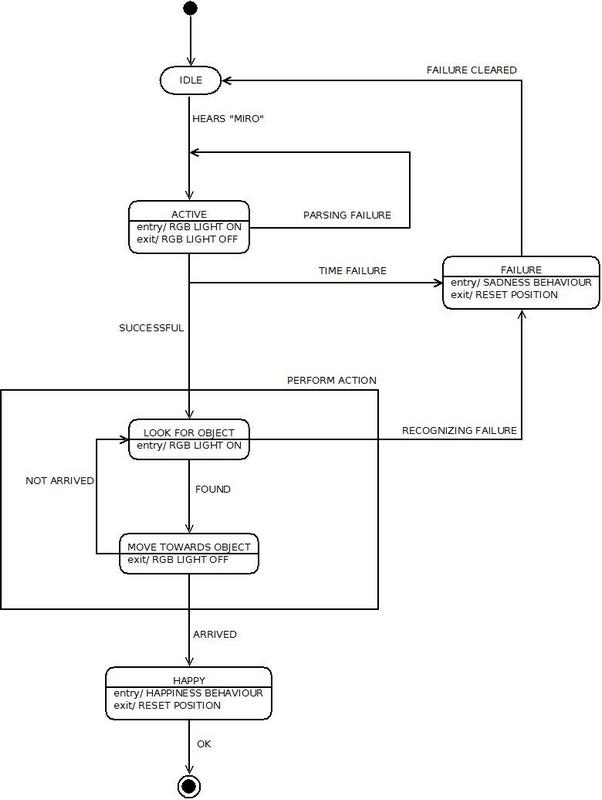 FAILURE CLEARED
IDLE
HEARS "MIRO"
ACTIVE
entry/ RGB LIGHT ON
exit/ RGB LIGHT OFF
PARSING FAILURE
TIME FAILURE
FAILURE
entry/ SADNESS BEHAVIOUR
exit/ RESET POSITION
SUCCESSFUL
PERFORM ACTION
LOOK FOR OBJECT
entry/ RGB LIGHT ON
RECOGNIZING FAILURE
NOT ARRIVED
FOUND
MOVE TOWARDS OBJECT
exit/ RGB LIGHT OFF
ARRIVED
HAPPY
entry/ HAPPINESS BEHAVIOUR
exit/ RESET POSITION
OK